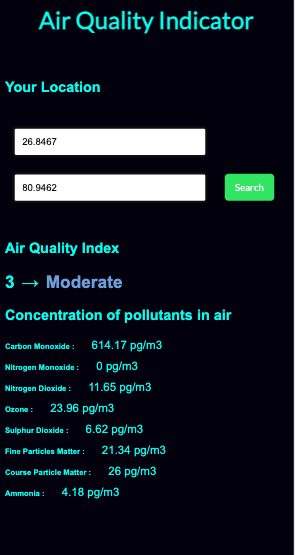 Air Quality Indicator
Your Location
26.8467
80.9462 Search
Air Quality Index
3 → Moderate
Concentration of pollutants in air
Carbon Monoxide : 614.17 pg/m3
Nitrogen Monoxide : 0 pg/m3
Nitrogen Dioxide : 11.65 pg/m3
Ozone : 23.96 pg/m3
Sulphur Dioxide : 6.62 pg/m3
Fine Particles Matter : 21.34 pg/m3
Course Particle Matter : 26 pg/m3
Ammonia : 4.18 pg/m3